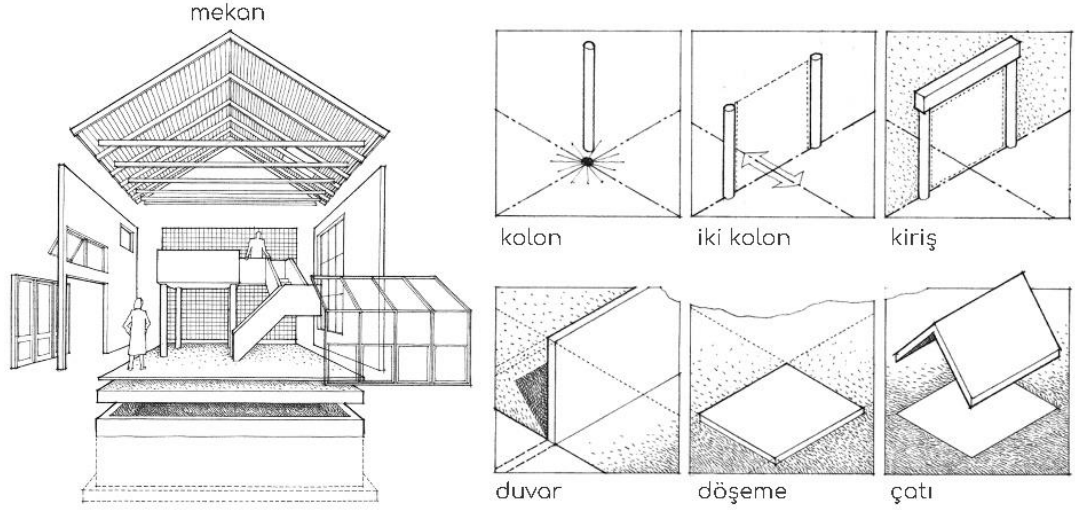 mekan
kolon
iki kolon
kiriş
duvar
döşeme
çatı